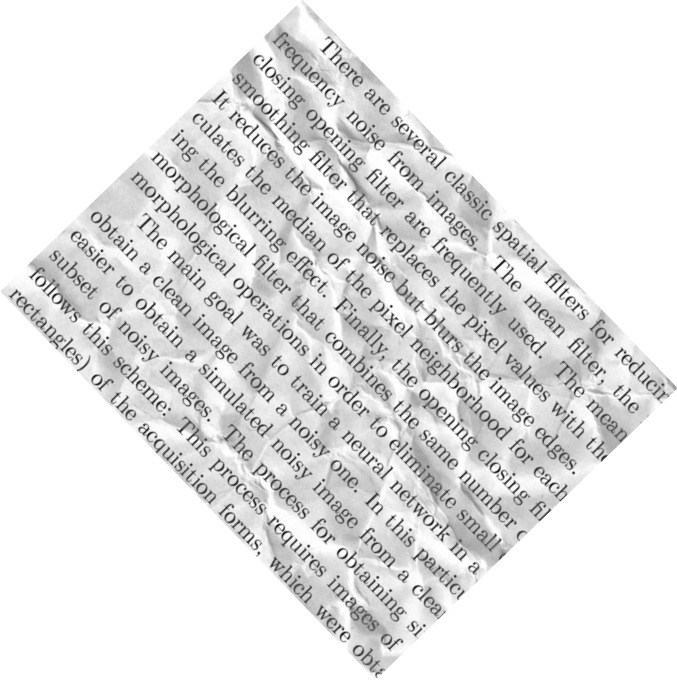 There are several classic spatial filters for reduci
frequency noise from images. The mean filter, the
closing opening filter are frequently used. The mean
smoothing filter that replaces the pixel values with the
It reduces the image noise but blurs the image edges.
culates the median of the pixel neighborhood for each
ing the blurring effect. Finally, the opening closing fil
morphological filter that combines the same number o
morphological operations in order to eliminate small
The main goal was to train a neural network in a
obtain a clean image from a noisy one. In this particu
easier to obtain a simulated noisy image from a clea
subset of noisy images. The process for obtaining si
follows this scheme: This process requires images of
rectangles) of the acquisition forms, which were obta